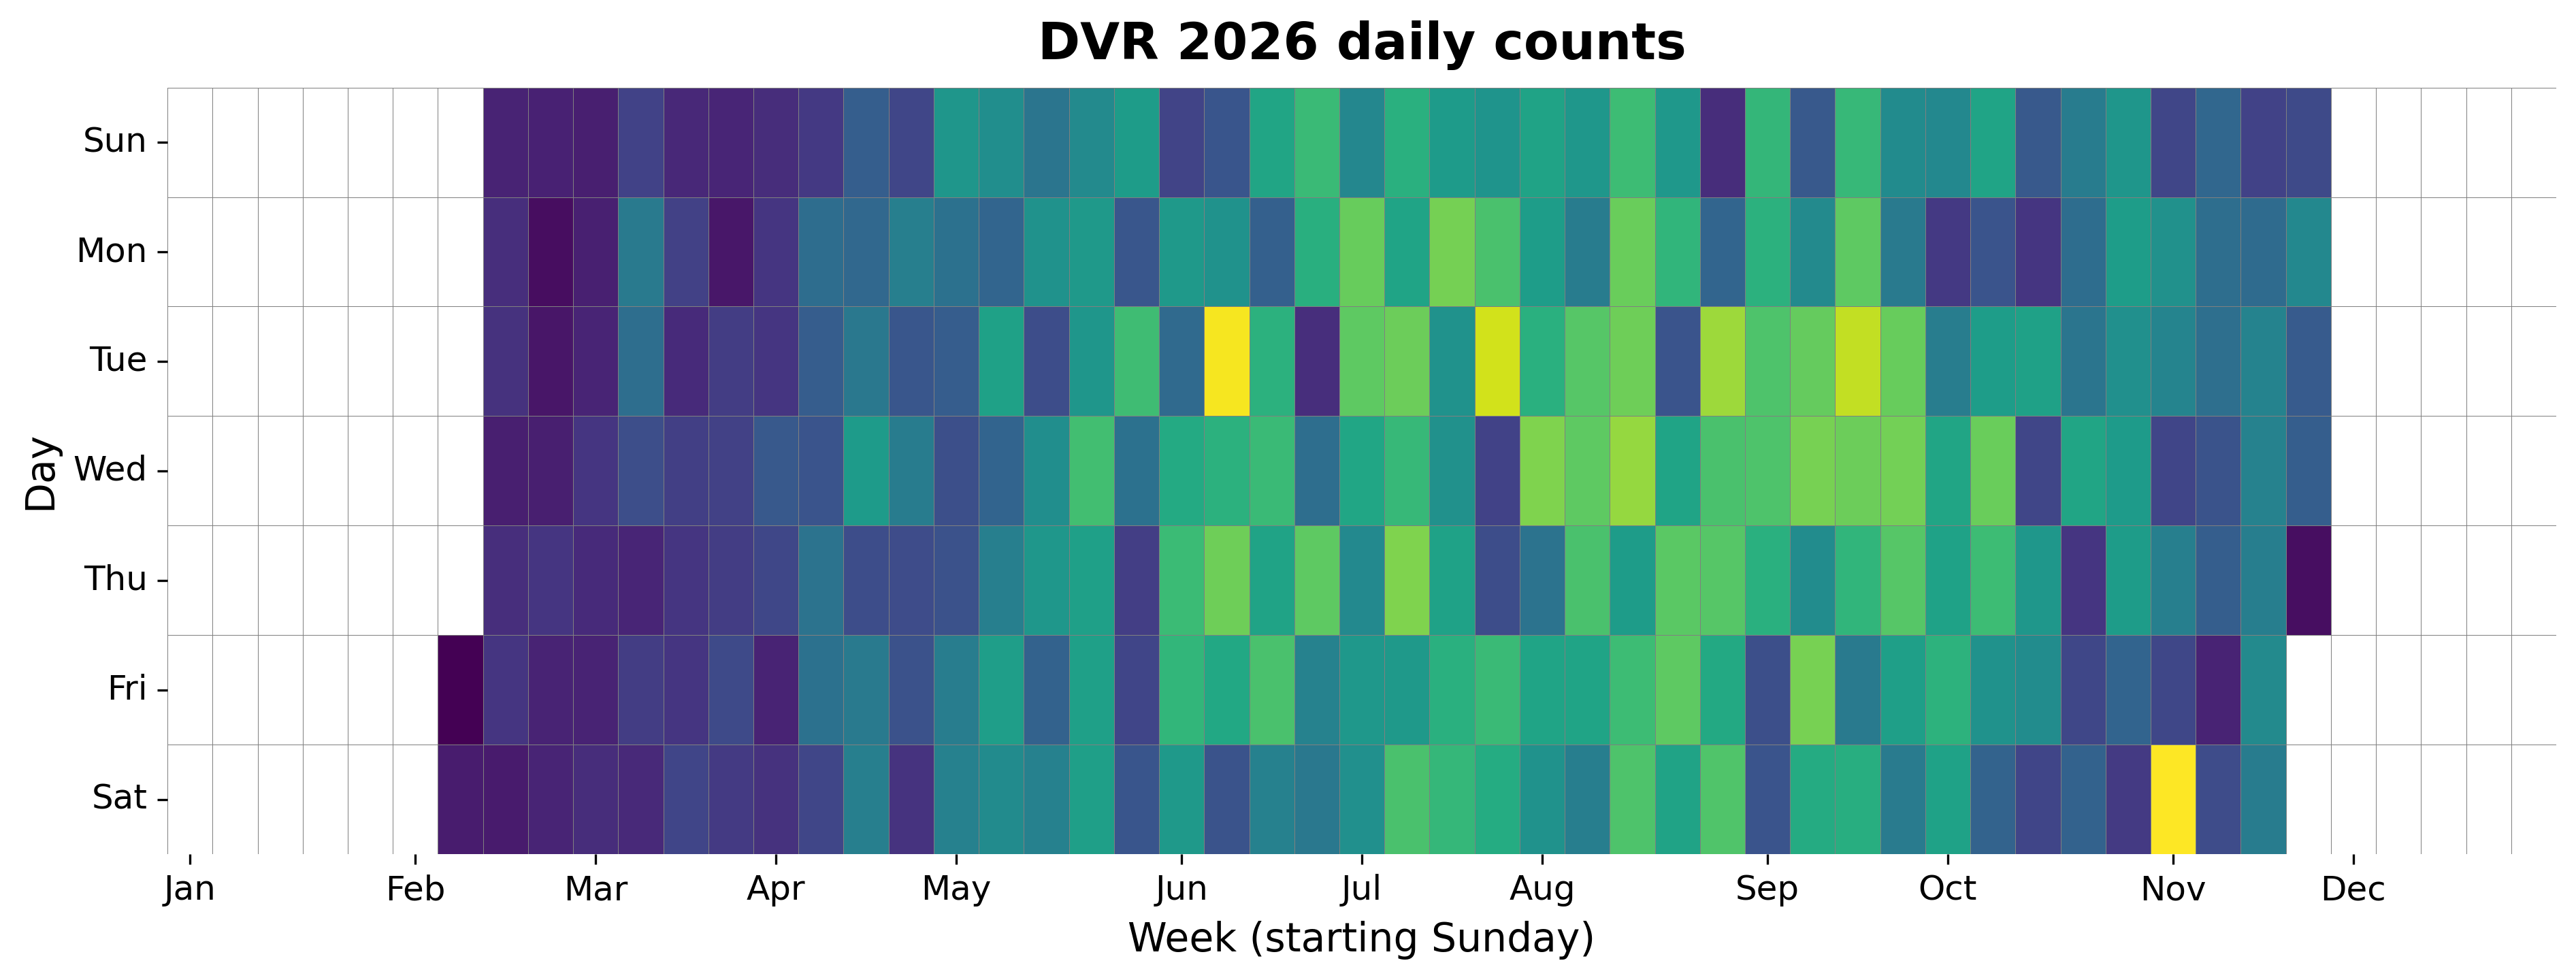 DVR 2026 daily counts
Day
Sun
Mon
Tue
Wed
Thu
Fri
Sat
Jan Feb Mar Apr May Jun Jul Aug Sep Oct Nov Dec
Week (starting Sunday)